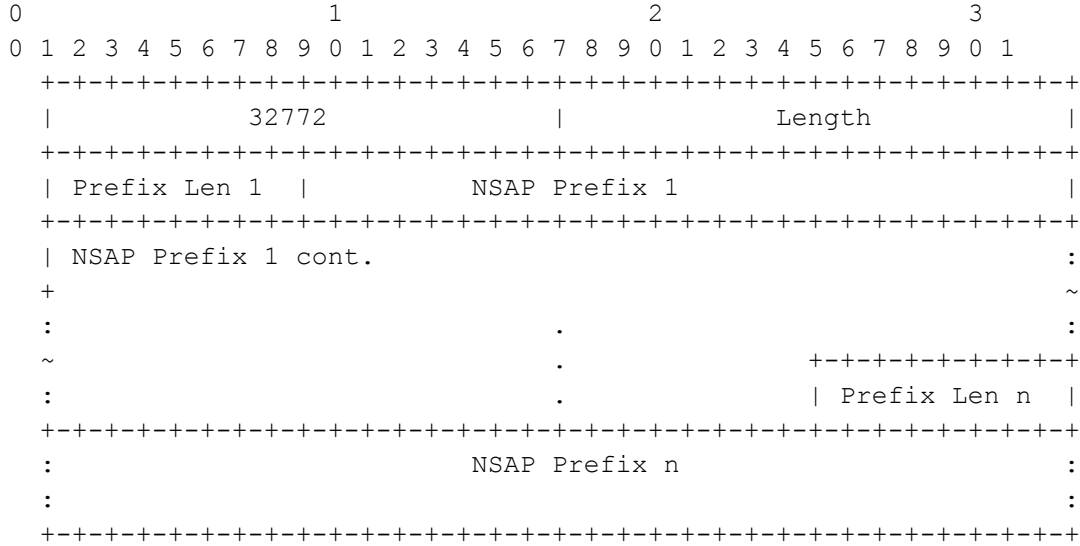 0                   1                   2                   3
0 1 2 3 4 5 6 7 8 9 0 1 2 3 4 5 6 7 8 9 0 1 2 3 4 5 6 7 8 9 0 1
  +-+-+-+-+-+-+-+-+-+-+-+-+-+-+-+-+-+-+-+-+-+-+-+-+-+-+-+-+-+-+-+-+
  |            32772              |             Length            |
  +-+-+-+-+-+-+-+-+-+-+-+-+-+-+-+-+-+-+-+-+-+-+-+-+-+-+-+-+-+-+-+-+
  | Prefix Len 1  |          NSAP Prefix 1                        |
  +-+-+-+-+-+-+-+-+-+-+-+-+-+-+-+-+-+-+-+-+-+-+-+-+-+-+-+-+-+-+-+-+
  | NSAP Prefix 1 cont.                                           :
  +                                                               ~
  :                               .                               :
  ~                               .               +-+-+-+-+-+-+-+-+
  :                               .               | Prefix Len n  |
  +-+-+-+-+-+-+-+-+-+-+-+-+-+-+-+-+-+-+-+-+-+-+-+-+-+-+-+-+-+-+-+-+
  :                          NSAP Prefix n                        :
  :                                                               :
  +-+-+-+-+-+-+-+-+-+-+-+-+-+-+-+-+-+-+-+-+-+-+-+-+-+-+-+-+-+-+-+-+